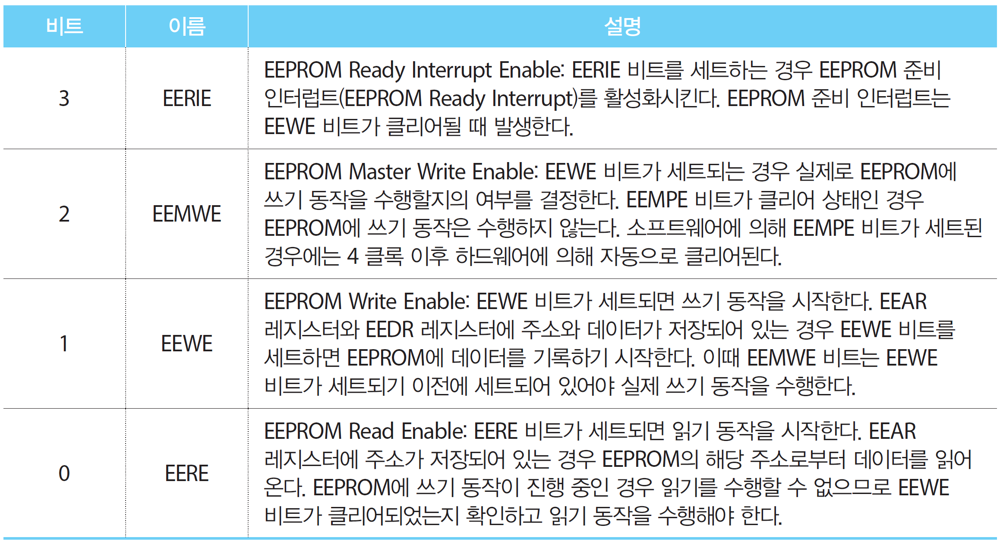 비트 이름 설명
EEPROM Ready Interrupt Enable: EERIE 비트를 세트하는 경우 EEPROM 준비
3 EERIE 인터럽트(EEPROM Ready Interrupt)를 활성화시킨다. EEPROM 준비 인터럽트는
EEWE 비트가 클리어될 때 발생한다.
EEPROM Master Write Enable: EEWE 비트가 세트되는 경우 실제로 EEPROM에
쓰기 동작을 수행할지의 여부를 결정한다. EEMPE 비트가 클리어 상태인 경우
2 EEMWE
EEPROM에 쓰기 동작은 수행하지 않는다. 소프트웨어에 의해 EEMPE 비트가 세트된
경우에는 4 클록 이후 하드웨어에 의해 자동으로 클리어된다.
EEPROM Write Enable: EEWE 비트가 세트되면 쓰기 동작을 시작한다. EEAR
레지스터와 EEDR 레지스터에 주소와 데이터가 저장되어 있는 경우 EEWE 비트를
1 EEWE
세트하면 EEPROM에 데이터를 기록하기 시작한다. 이때 EEMWE 비트는 EEWE
비트가 세트되기 이전에 세트되어 있어야 실제 쓰기 동작을 수행한다.
EEPROM Read Enable: EERE 비트가 세트되면 읽기 동작을 시작한다. EEAR
레지스터에 주소가 저장되어 있는 경우 EEPROM의 해당 주소로부터 데이터를 읽어
0 EERE
온다. EEPROM에 쓰기 동작이 진행 중인 경우 읽기를 수행할 수 없으므로 EEWE
비트가 클리어되었는지 확인하고 읽기 동작을 수행해야 한다.